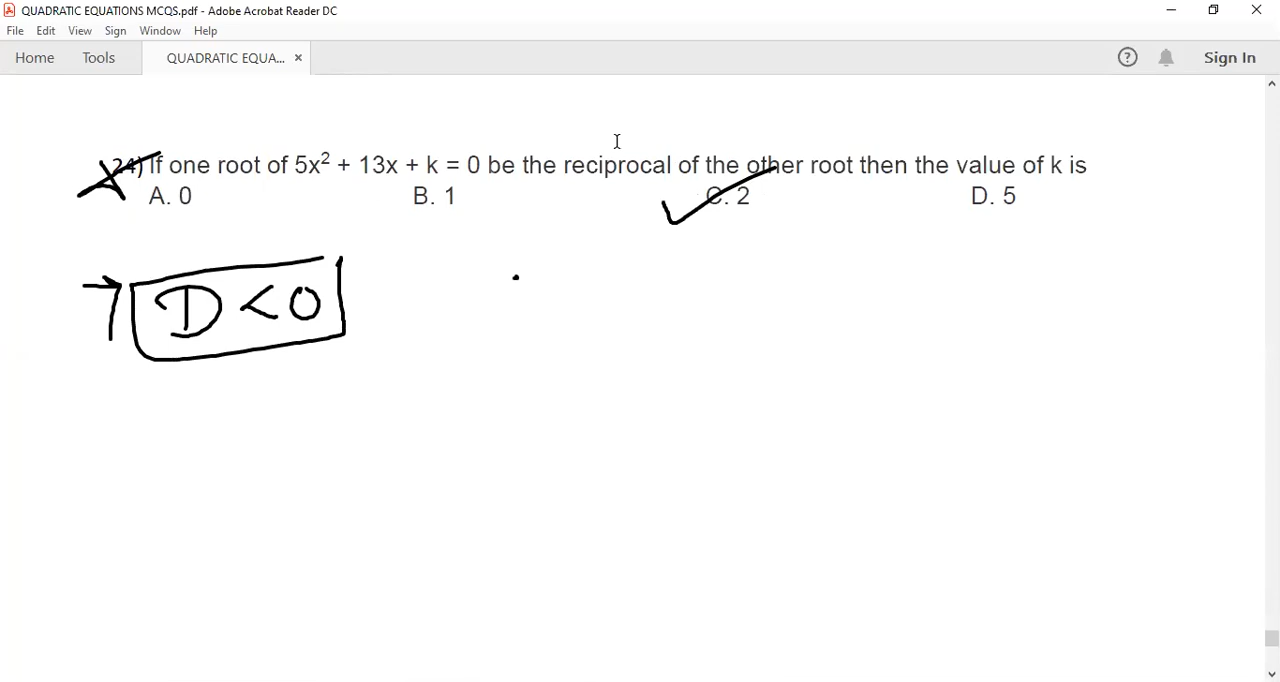 QUADRATIC EQUATIONS MCQS.pdf - Adobe Acrobat Reader DC
File Edit View Sign Window Help
Home Tools QUADRATIC EQUA... × ? Sign In
24) If one root of 5x² + 13x + k = 0 be the reciprocal of the other root then the value of k is
A. 0 B. 1 C. 2 D. 5
D < 0